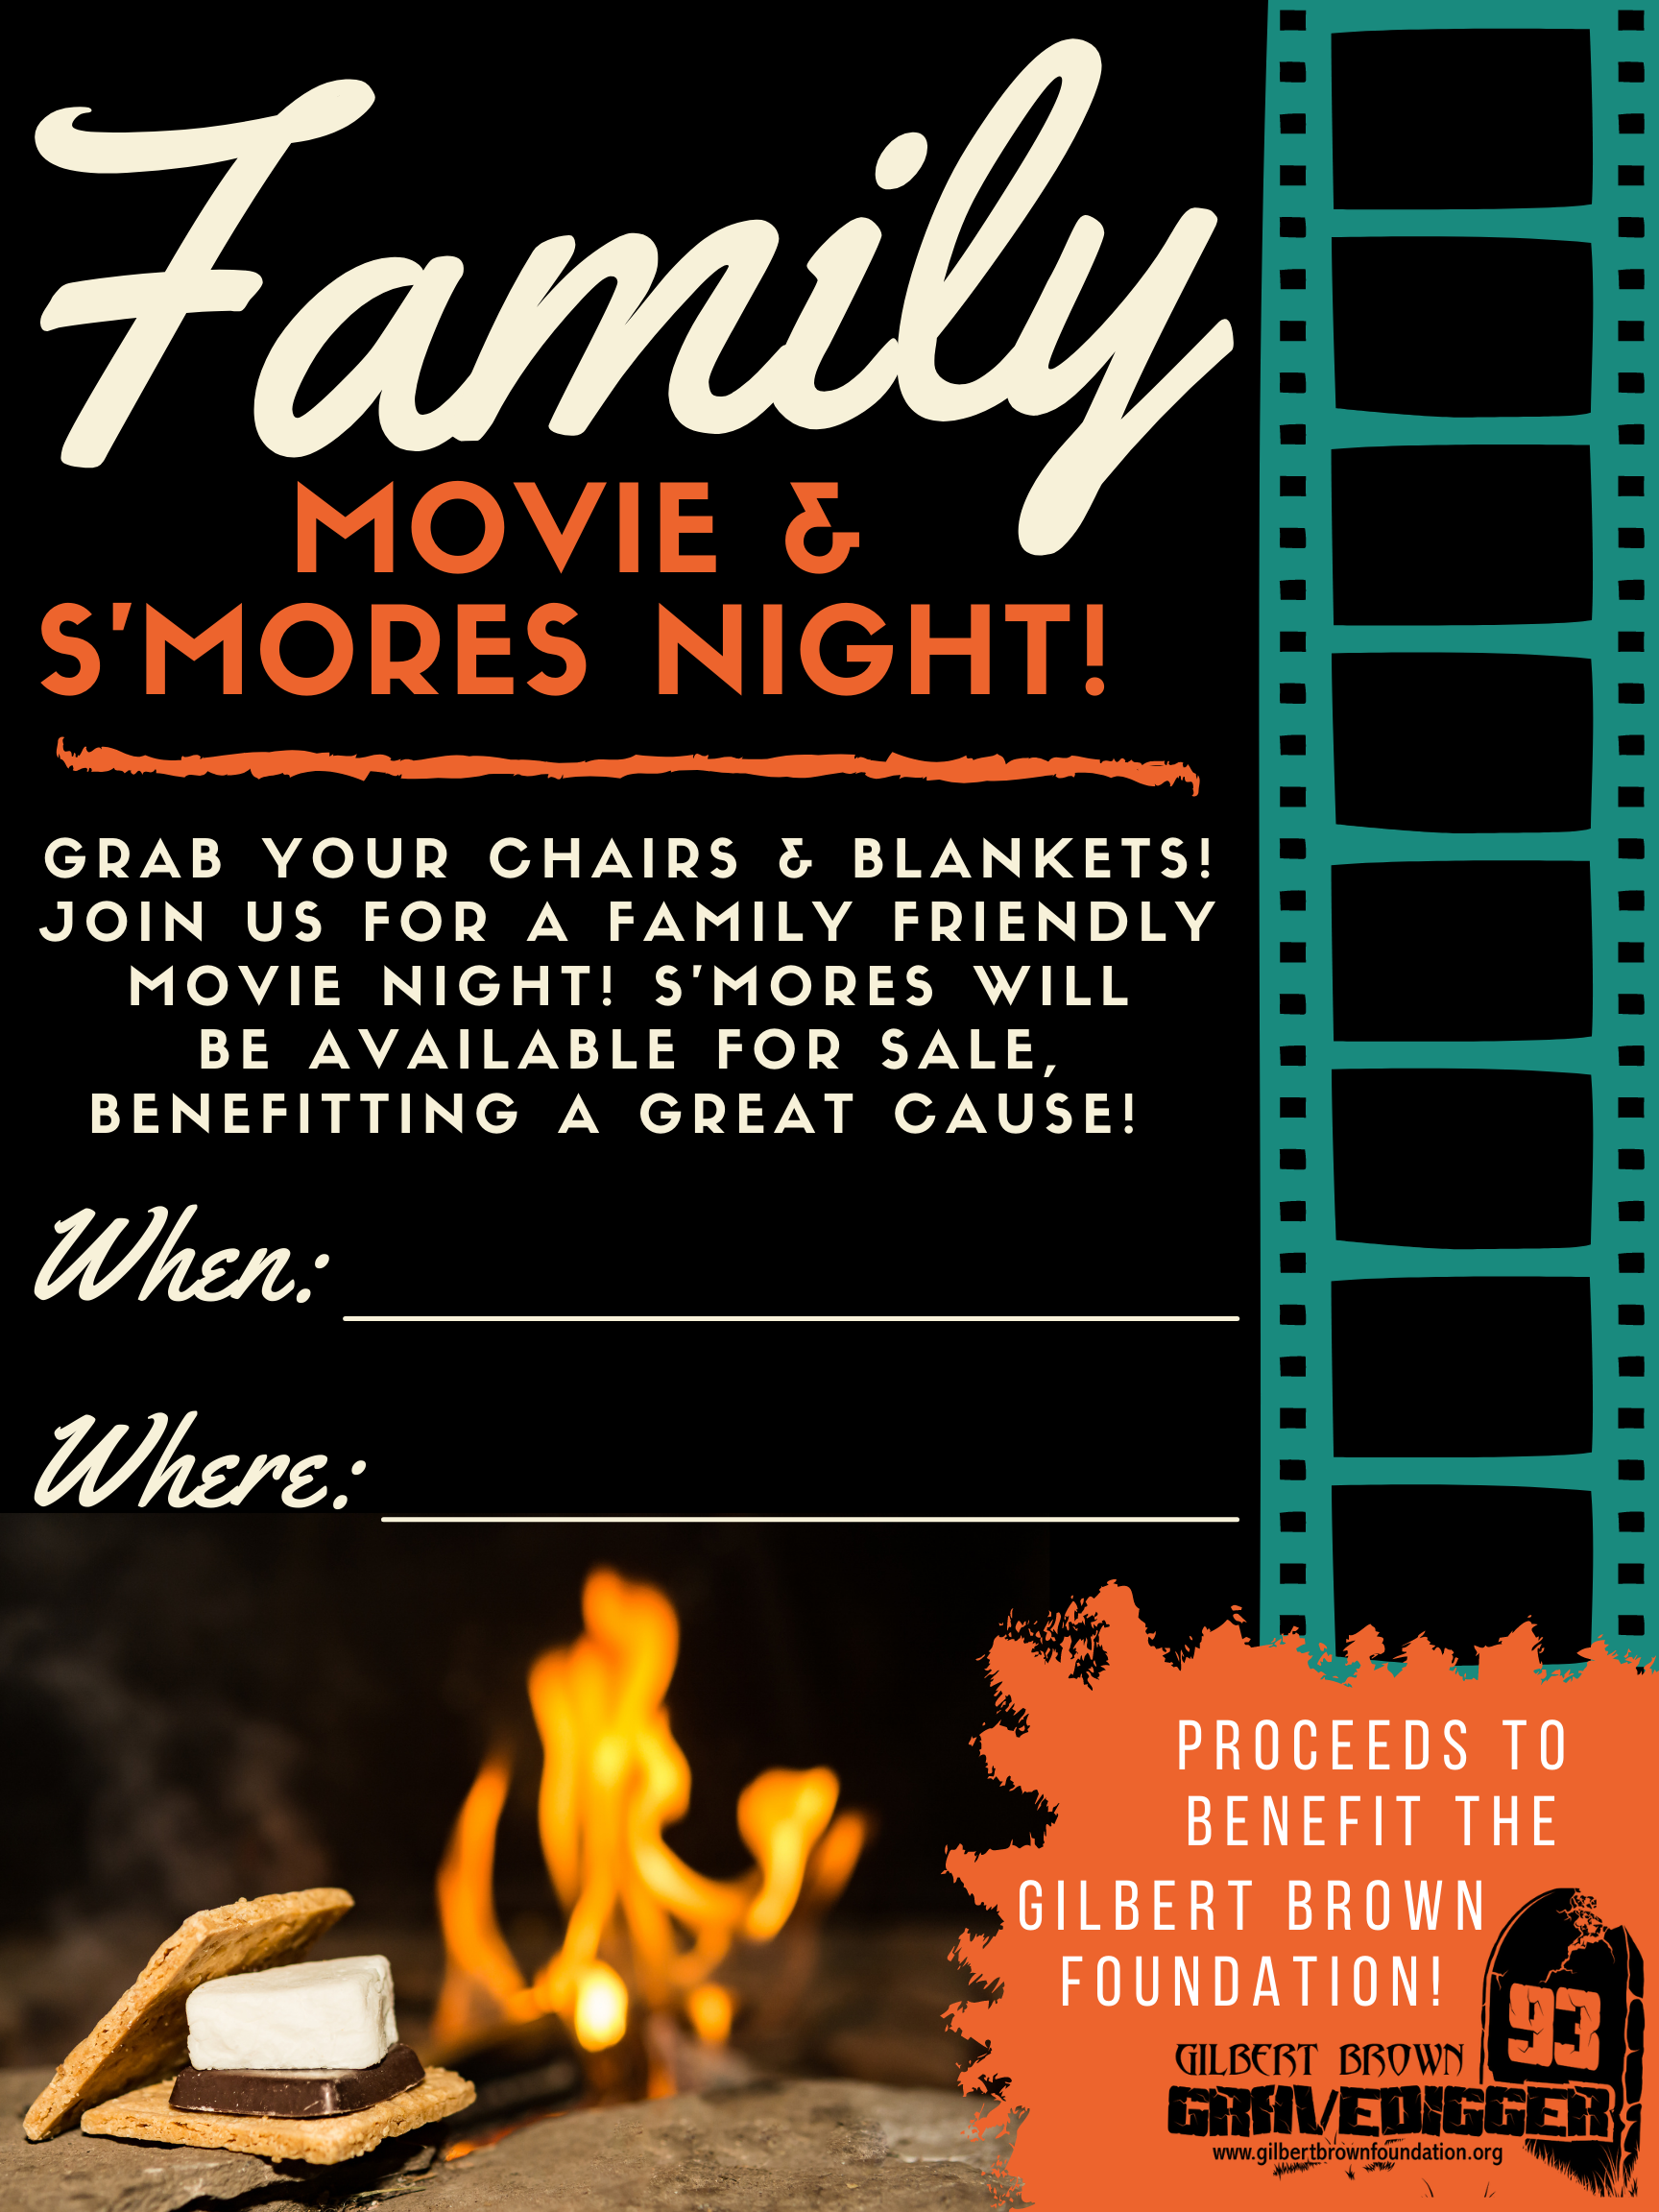 Family
MOVIE &
S'MORES NIGHT!
GRAB YOUR CHAIRS & BLANKETS!
JOIN US FOR A FAMILY FRIENDLY
MOVIE NIGHT! S'MORES WILL
BE AVAILABLE FOR SALE,
BENEFITTING A GREAT CAUSE!
When:
Where:
PROCEEDS TO
BENEFIT THE
GILBERT BROWN
FOUNDATION!
93
GILBERT BROWN
GRAVEDIGGER
www.gilbertbrownfoundation.org